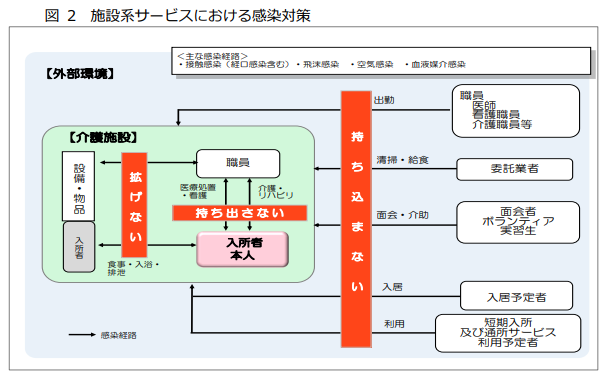 図 2 施設系サービスにおける感染対策
＜主な感染経路＞
・接触感染（経口感染含む）・飛沫感染 ・空気感染 ・血液媒介感染
【外部環境】
【介護施設】
設備・物品
入所者
拡げない
職員
医療処置
・看護
介護・
リハビリ
持ち出さない
入所者
本人
食事・入浴・
排泄
持ち込まない
出勤
職員
医師
看護職員
介護職員等
清掃・給食
委託業者
面会・介助
面会者
ボランティア
実習生
入居
入居予定者
利用
短期入所
及び通所サービス
利用予定者
感染経路